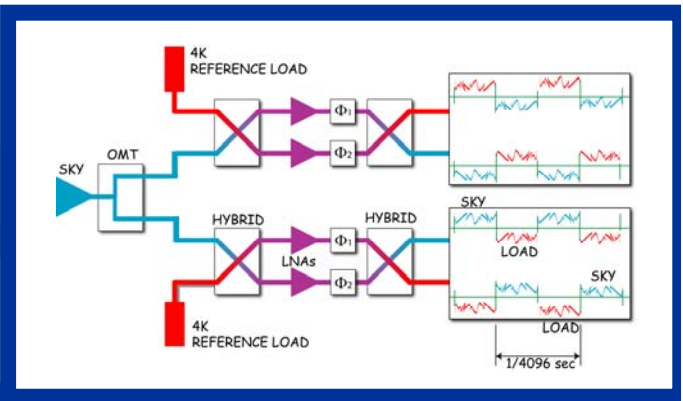 4K
REFERENCE LOAD
SKY
OMT
Φ1
Φ2
HYBRID
HYBRID
LNAs
Φ1
Φ2
4K
REFERENCE LOAD
SKY
LOAD
SKY
LOAD
1/4096 sec